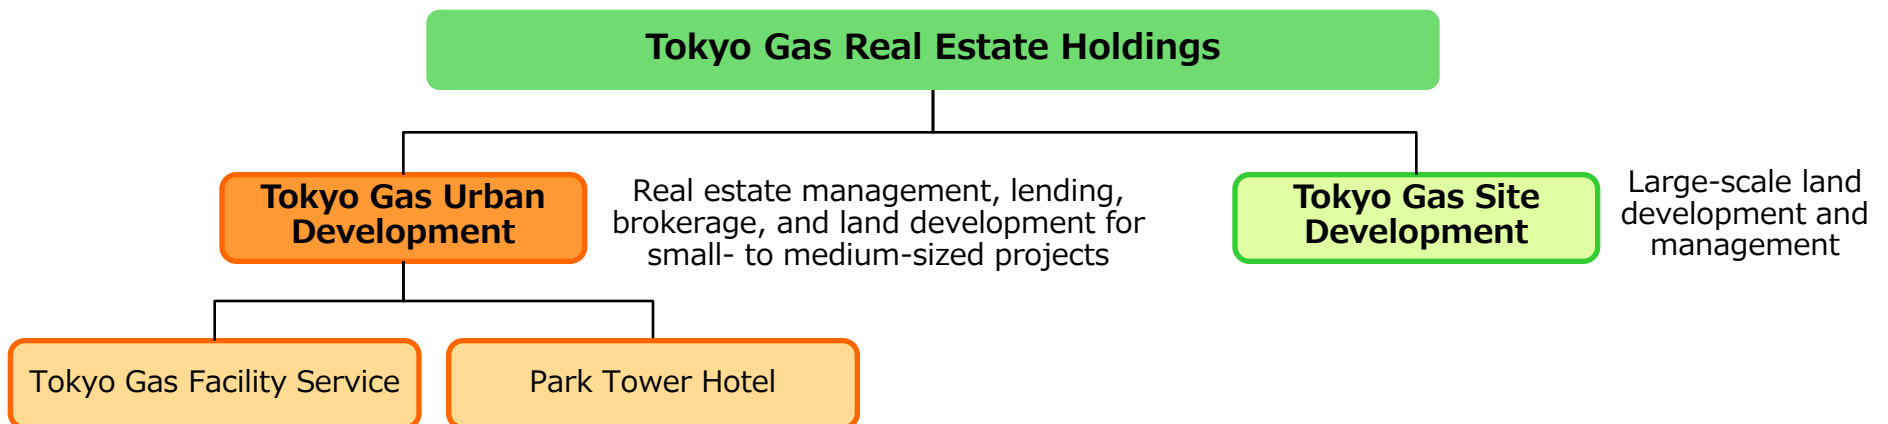 Tokyo Gas Real Estate Holdings
Tokyo Gas Urban
Development
Real estate management, lending,
brokerage, and land development for
small- to medium-sized projects
Tokyo Gas Site
Development
Large-scale land
development and
management
Tokyo Gas Facility Service
Park Tower Hotel